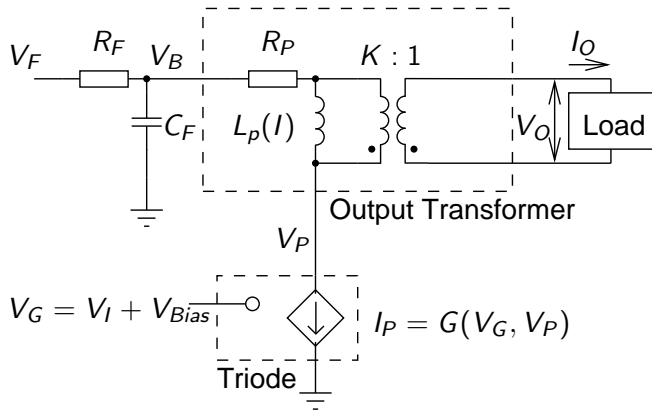 V_F R_F V_B R_P K : 1 I_O
C_F L_p(I) V_O Load
Output Transformer
V_P
V_G = V_I + V_Bias I_P = G(V_G, V_P)
Triode